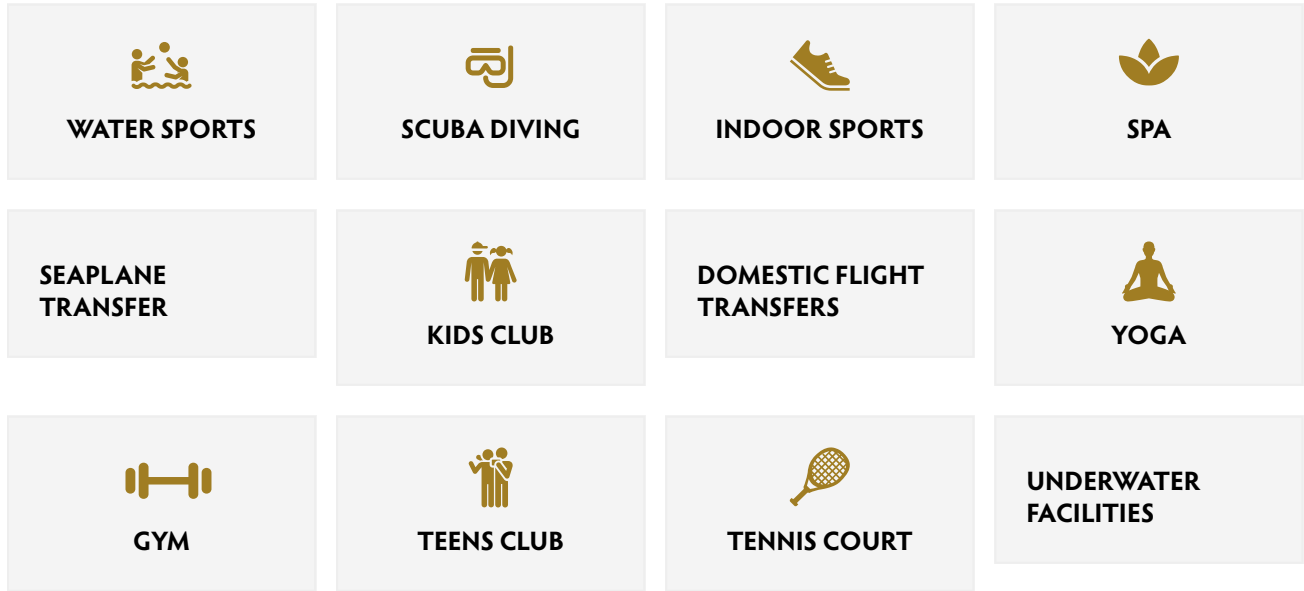 WATER SPORTS
SCUBA DIVING
INDOOR SPORTS
SPA
SEAPLANE
TRANSFER
KIDS CLUB
DOMESTIC FLIGHT
TRANSFERS
YOGA
GYM
TEENS CLUB
TENNIS COURT
UNDERWATER
FACILITIES